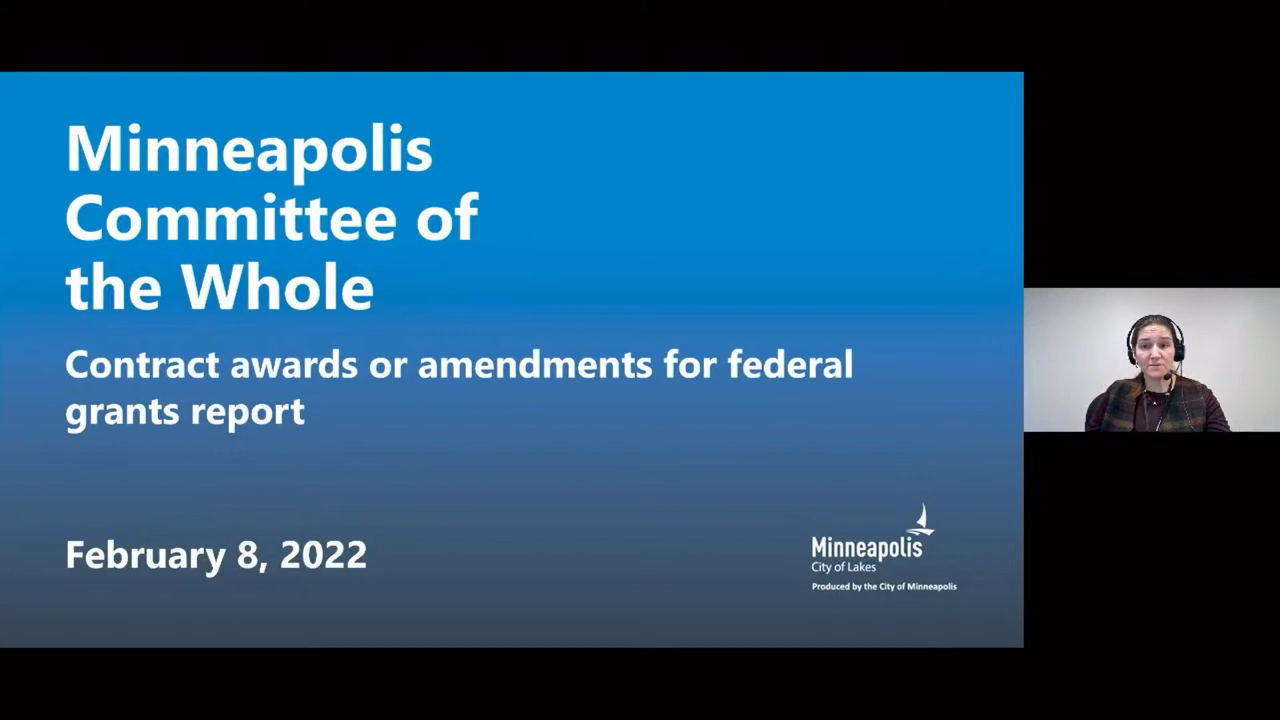 Minneapolis
Committee of
the Whole
Contract awards or amendments for federal
grants report
February 8, 2022
Minneapolis
City of Lakes
Produced by the City of Minneapolis